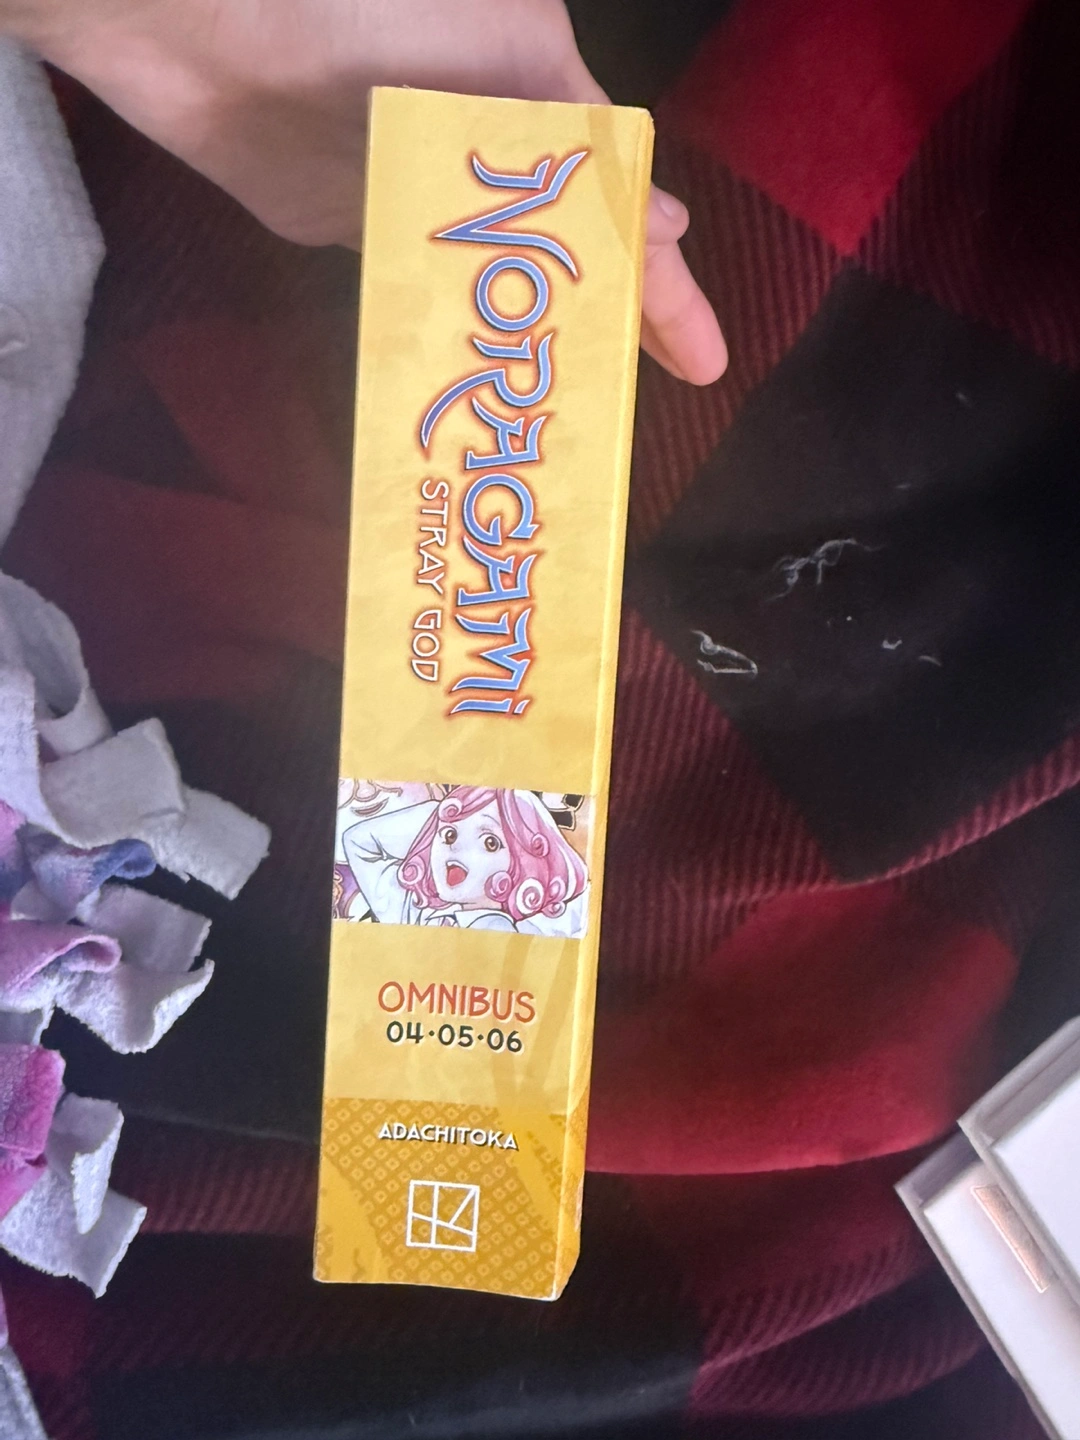 NORAGAMI
STRAY GOD
OMNIBUS
04•05•06
ADACHITOKA